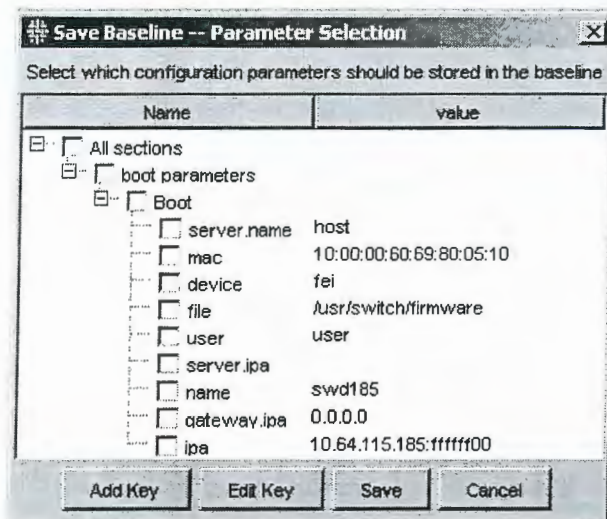 Save Baseline -- Parameter Selection
Select which configuration parameters should be stored in the baseline
Name value
All sections
boot parameters
Boot
server.name host
mac 10:00:00:60:69:80:05:10
device fei
file /usr/switch/firmware
user user
server.ipa
name swd185
gateway.ipa 0.0.0.0
ipa 10.64.115.185:ffffff00
Add Key Edit Key Save Cancel